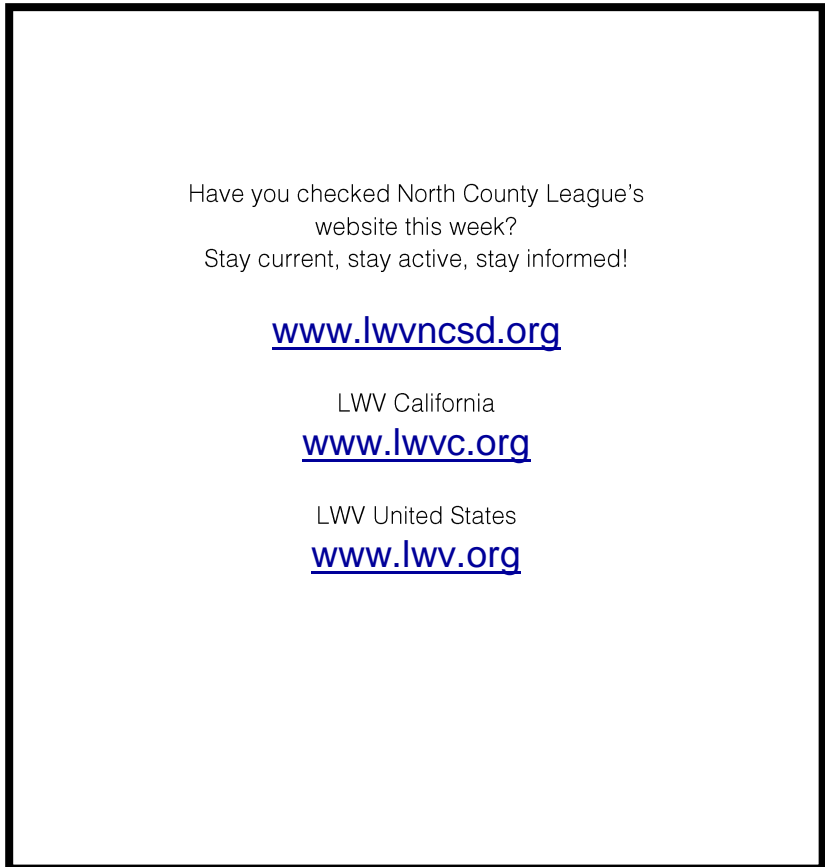 Have you checked North County League’s
website this week?
Stay current, stay active, stay informed!
www.lwvncsd.org
LWV California
www.lwvc.org
LWV United States
www.lwv.org